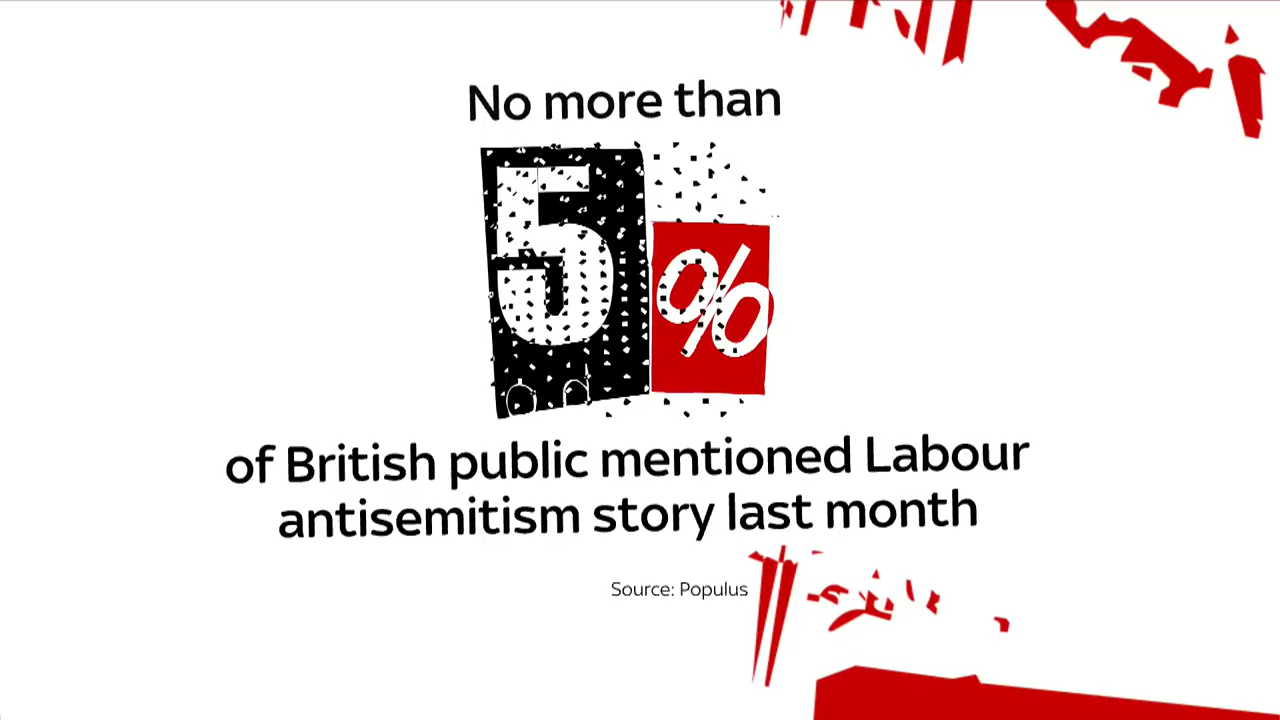 No more than
5%
of British public mentioned Labour
antisemitism story last month
Source: Populus